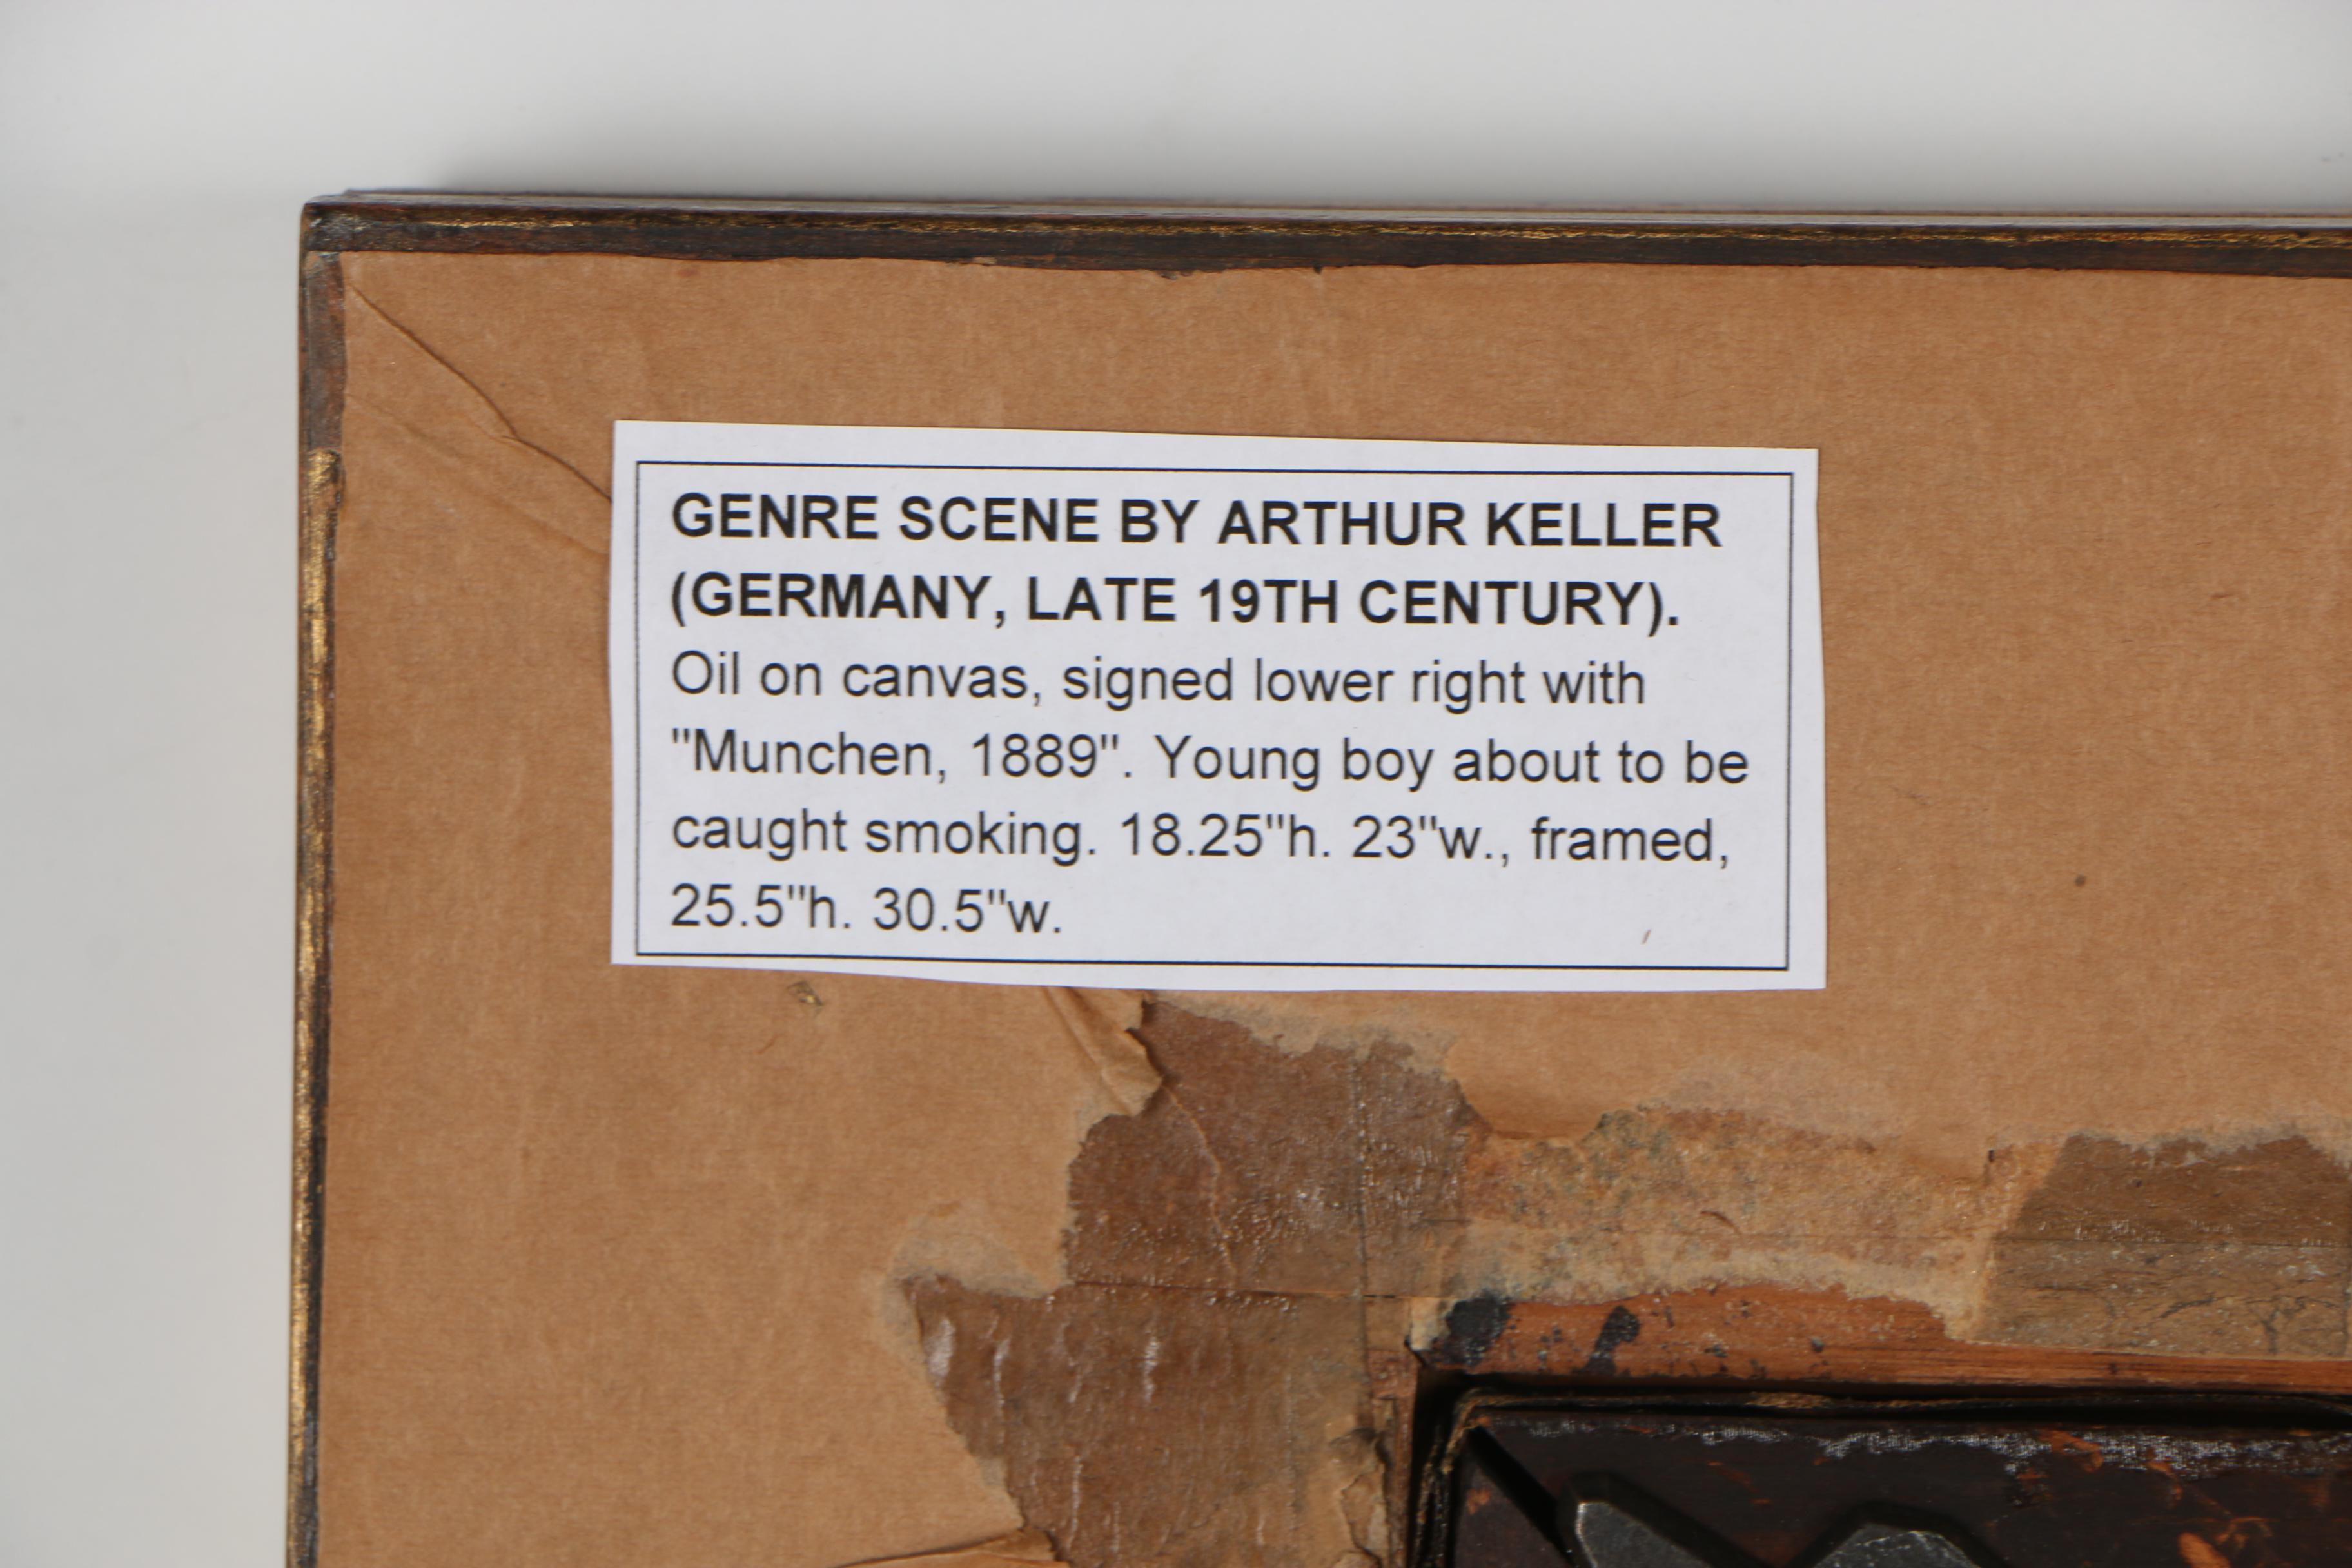 GENRE SCENE BY ARTHUR KELLER
(GERMANY, LATE 19TH CENTURY).
Oil on canvas, signed lower right with
"Munchen, 1889". Young boy about to be
caught smoking. 18.25"h. 23"w., framed,
25.5"h. 30.5"w.